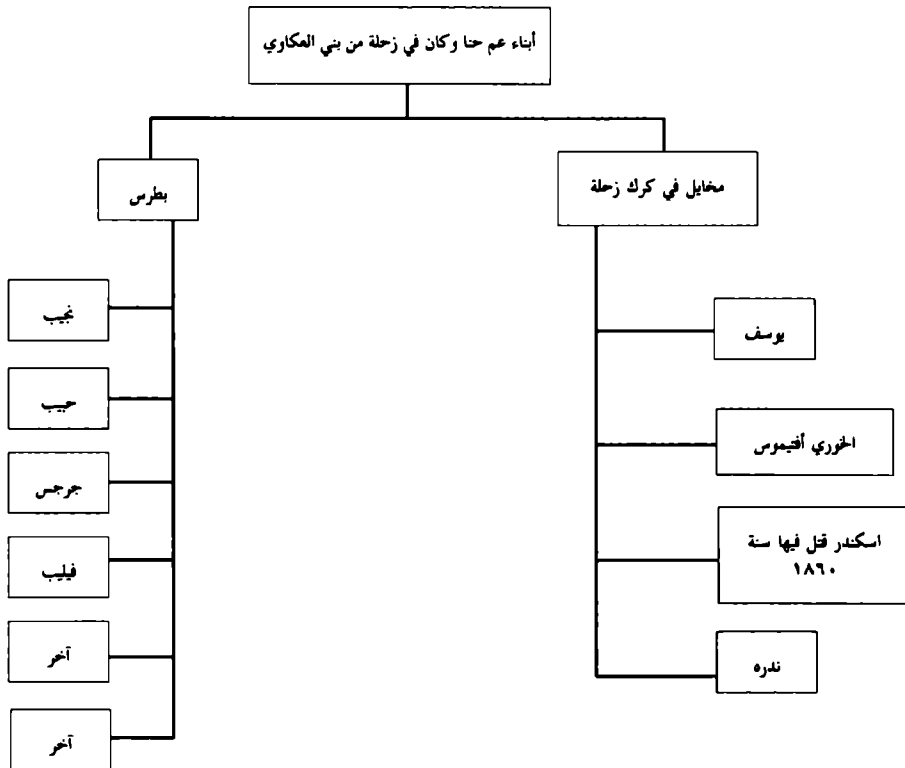 أبناء عم حنا وكان في زحلة من بني العكاوي
مخايل في كرك زحلة
يوسف
الخوري أفتيموس
اسكندر قتل فيها سنة
١٨٦٠
ندره
بطرس
نجيب
حبيب
جرجس
فيليب
آخر
آخر